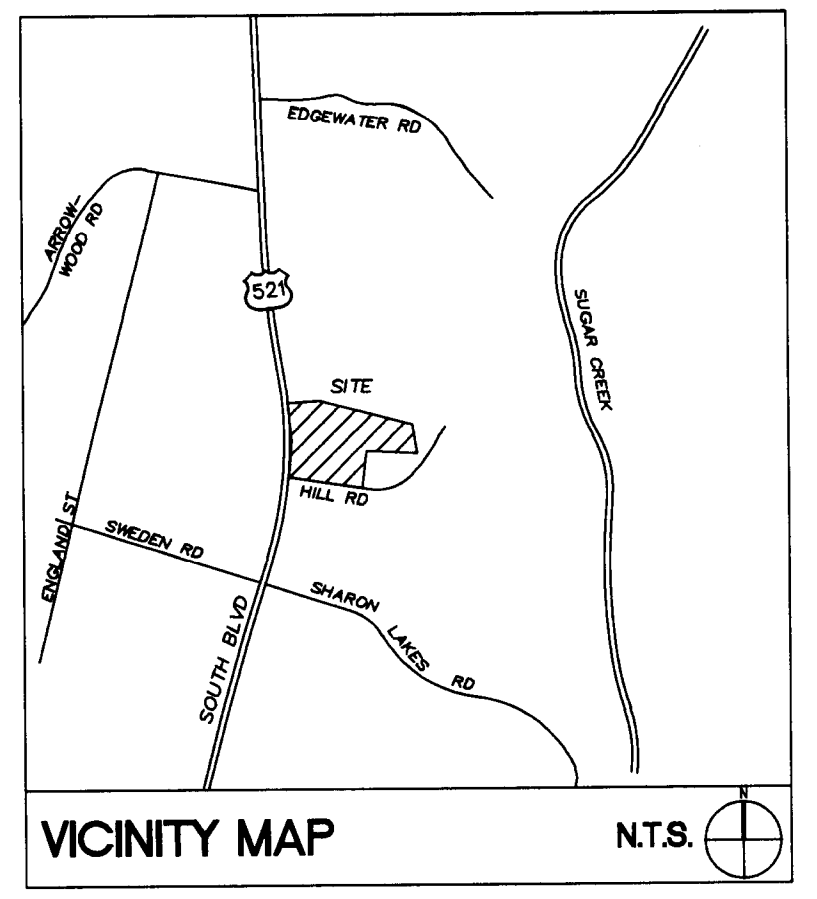 EDGEWATER RD
ARROW-
WOOD RD
521
SUGAR CREEK
SITE
HILL RD
ENGLAND ST
SWEDEN RD
SHARON LAKES RD
SOUTH BLVD
VICINITY MAP
N.T.S.
N